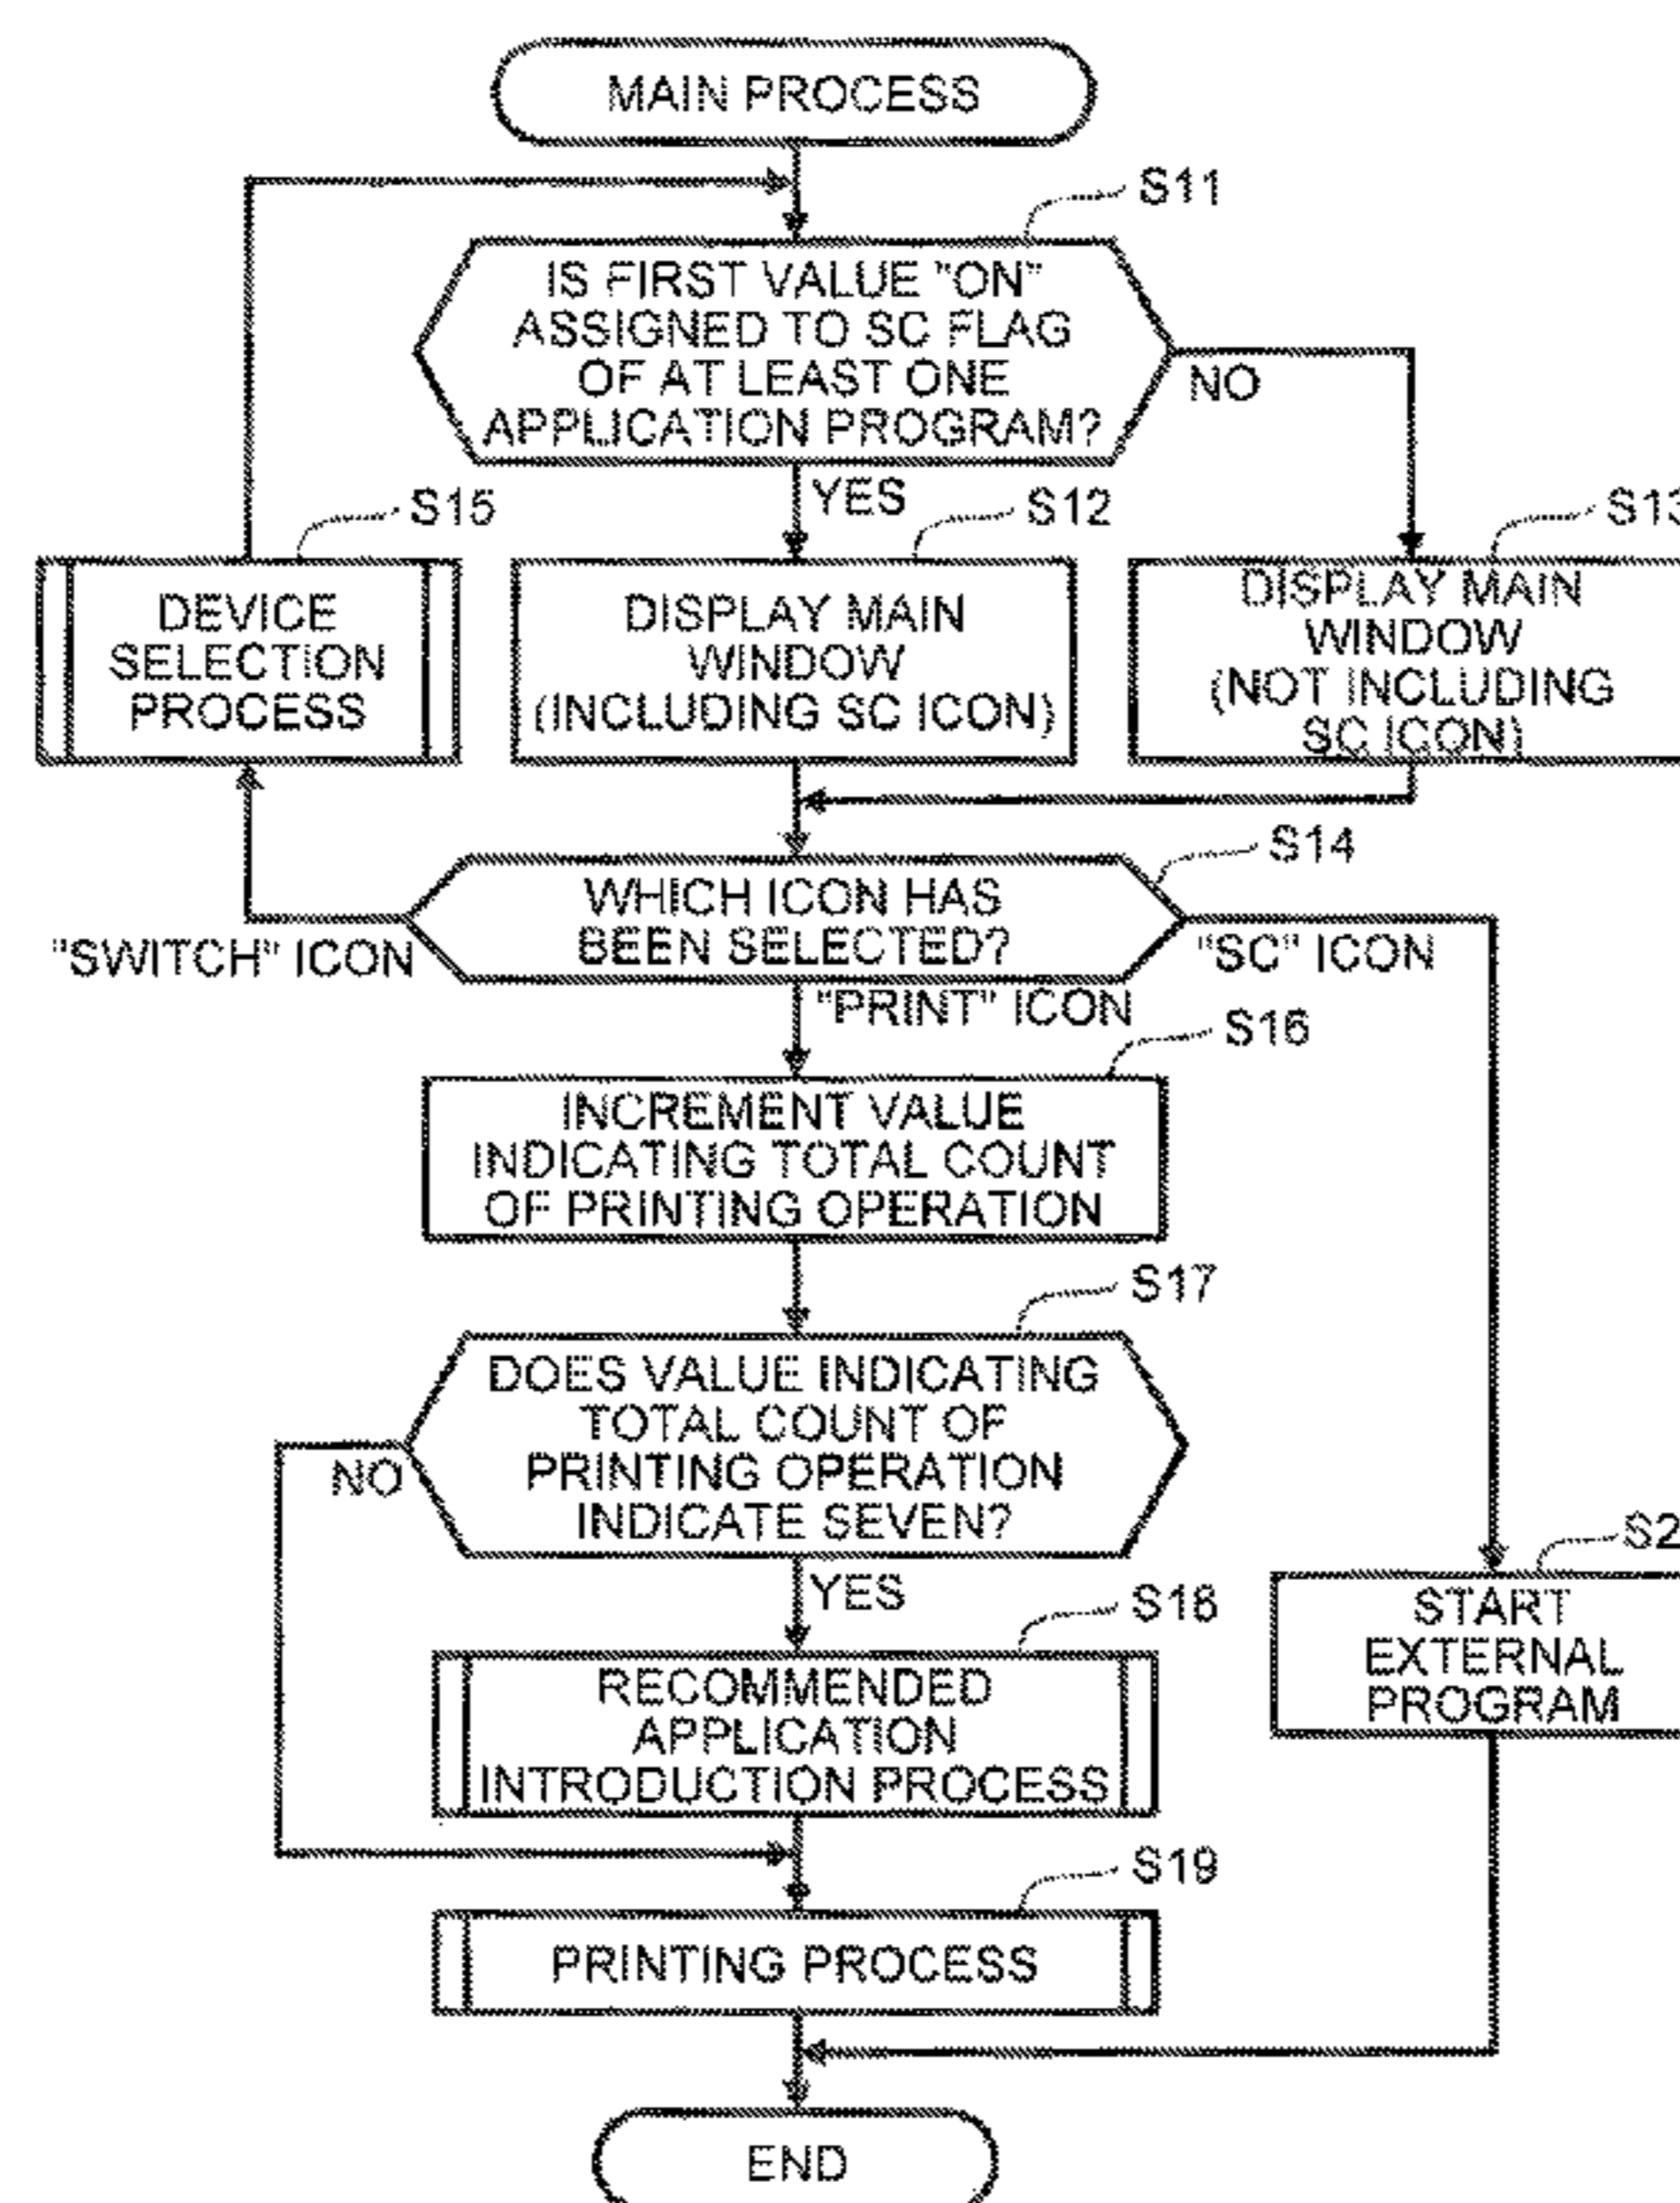 MAIN PROCESS
S11
IS FIRST VALUE "ON"
ASSIGNED TO SC FLAG
OF AT LEAST ONE
APPLICATION PROGRAM?
NO
YES
S15
S12
S13
DEVICE
SELECTION
PROCESS
DISPLAY MAIN
WINDOW
(INCLUDING SC ICON)
DISPLAY MAIN
WINDOW
(NOT INCLUDING
SC ICON)
S14
WHICH ICON HAS
BEEN SELECTED?
"SWITCH" ICON
"SC" ICON
"PRINT" ICON
S16
INCREMENT VALUE
INDICATING TOTAL COUNT
OF PRINTING OPERATION
S17
DOES VALUE INDICATING
TOTAL COUNT OF
PRINTING OPERATION
INDICATE SEVEN?
NO
YES
S18
RECOMMENDED
APPLICATION
INTRODUCTION PROCESS
S2
START
EXTERNAL
PROGRAM
S19
PRINTING PROCESS
END